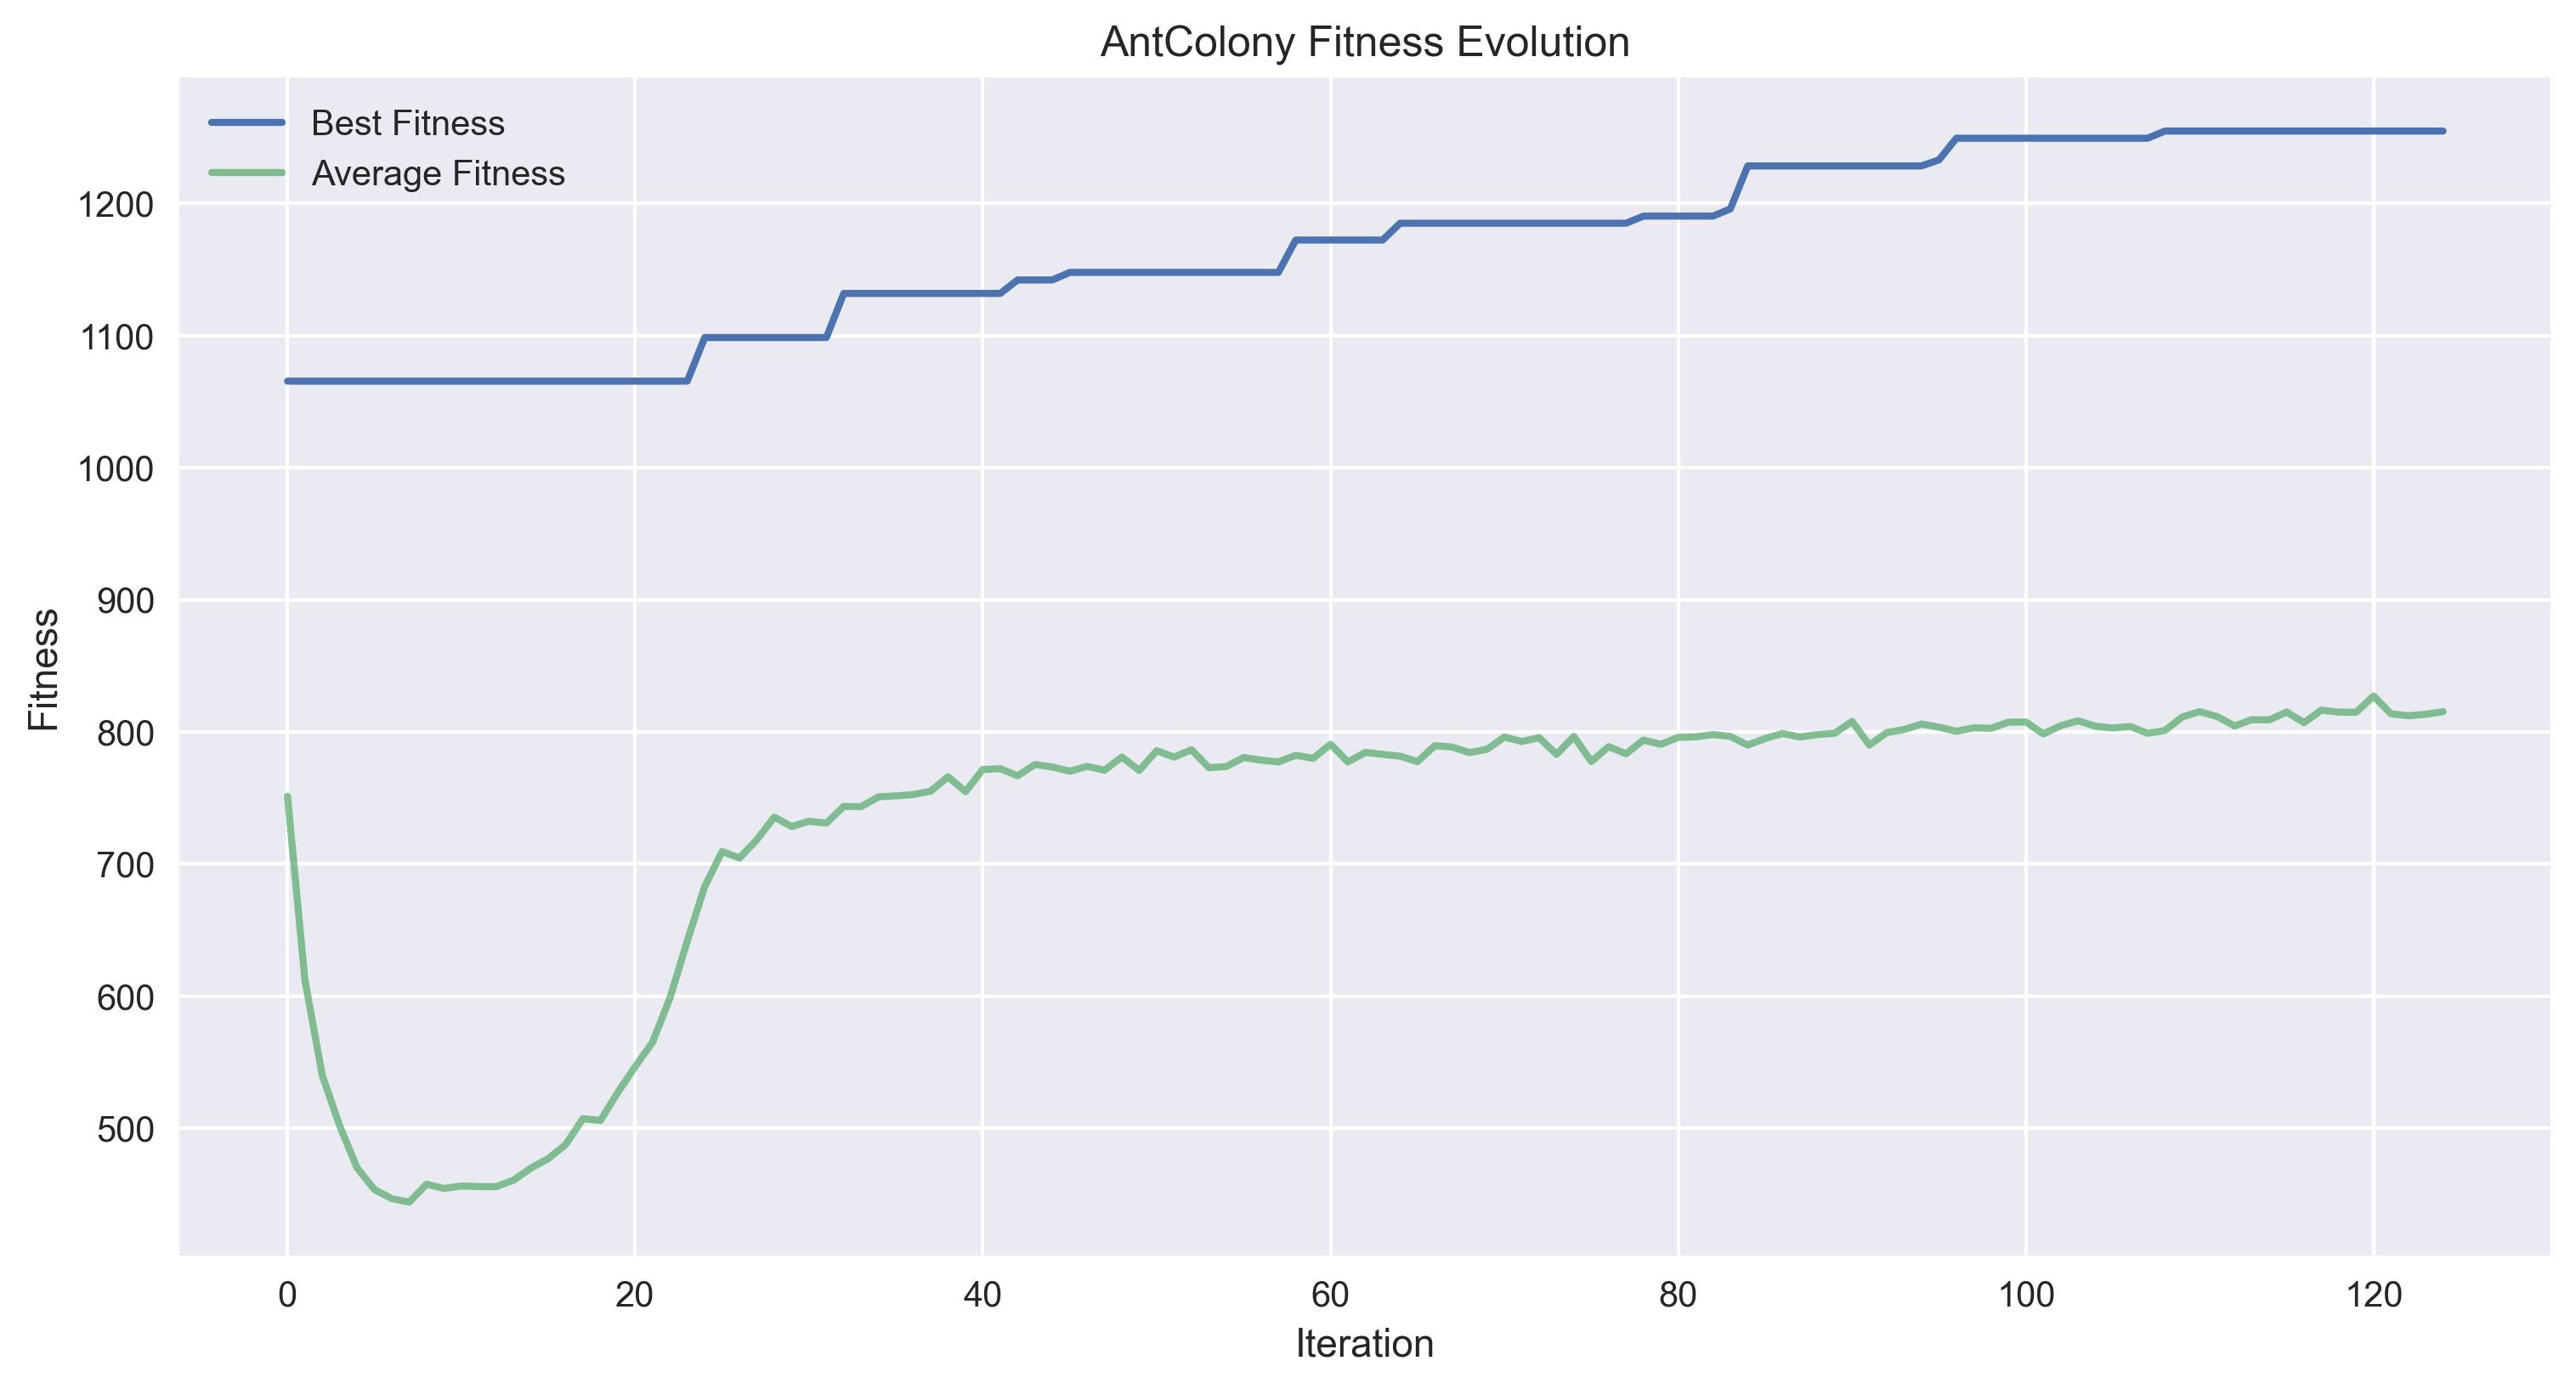 AntColony Fitness Evolution
Best Fitness
Average Fitness
1200
1100
1000
900
800
700
600
500
Fitness
0 20 40 60 80 100 120
Iteration